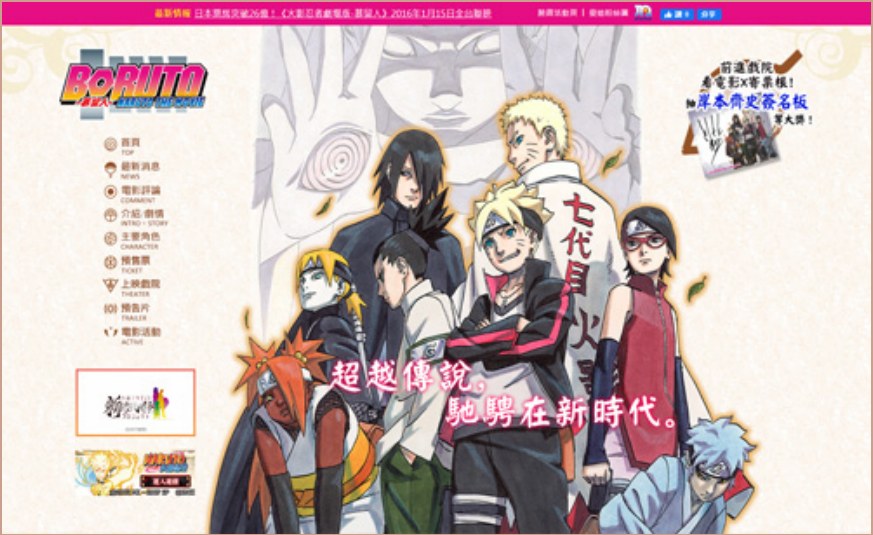 最新情報 日本票房突破26億！《火影忍者劇場版-慕留人》2016年1月15日全台聯映
BORUTO
慕留人 -NARUTO THE MOVIE-
首頁
TOP
最新消息
NEWS
電影評論
COMMENT
介紹/劇情
INTRO・STORY
主要角色
CHARACTER
預售票
TICKET
上映戲院
THEATER
預告片
TRAILER
電影活動
ACTIVE
前進戲院
看電影X寄票根!
抽岸本齊史簽名板
等大獎!
七代目火
超越傳說,
馳騁在新時代。